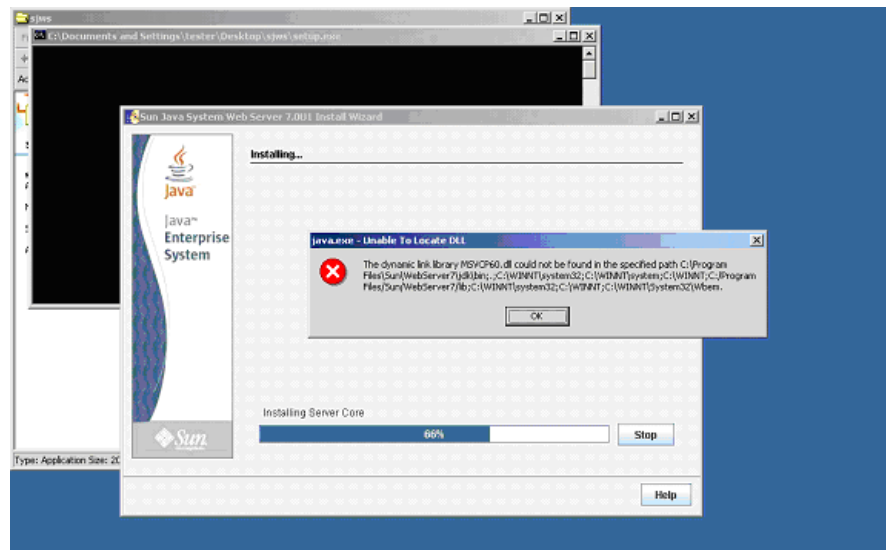 sjws
C:\Documents and Settings\tester\Desktop\sjws\setup.exe
Sun Java System Web Server 7.0U1 Install Wizard
Installing...
Java
Java™
Enterprise
System
java.exe - Unable To Locate DLL
The dynamic link library MSVCP60.dll could not be found in the specified path C:\Program
Files\Sun\WebServer7\jdk\bin;.;C:\WINNT\system32;C:\WINNT\system;C:\WINNT;C:/Program
Files/Sun/WebServer7/lib;C:\WINNT\system32;C:\WINNT;C:\WINNT\System32\Wbem.
OK
Installing Server Core
66%
Stop
Sun
Type: Application Size: 20
Help